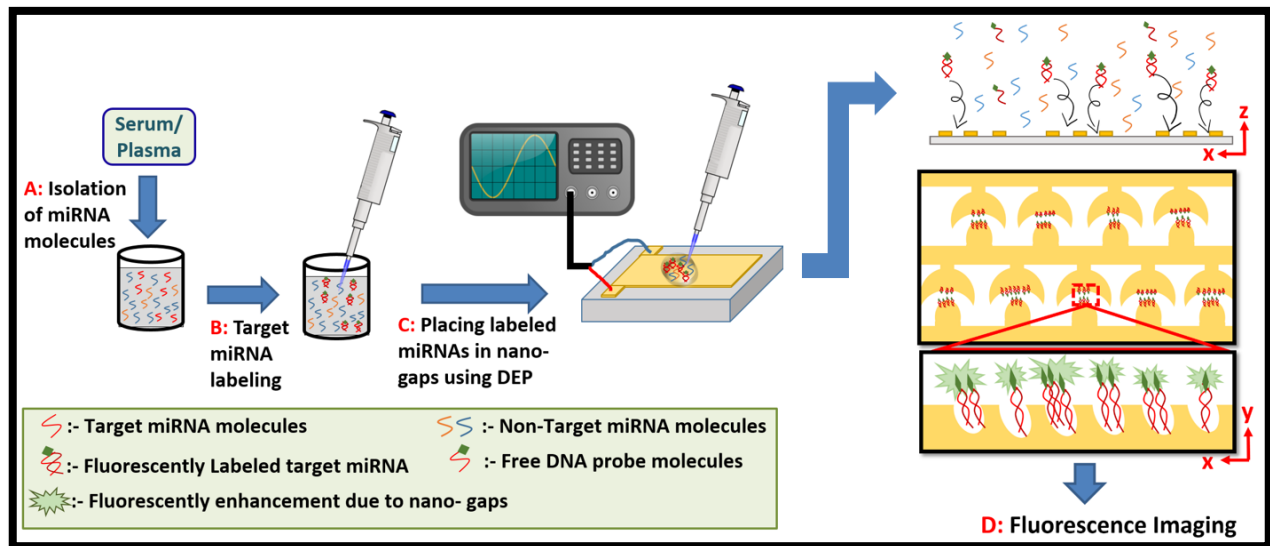 Serum/
Plasma
A: Isolation
of miRNA
molecules
B: Target
miRNA
labeling
C: Placing labeled
miRNAs in nano-
gaps using DEP
z
x
y
x
D: Fluorescence Imaging
:- Target miRNA molecules
:- Non-Target miRNA molecules
:- Fluorescently Labeled target miRNA
:- Free DNA probe molecules
:- Fluorescently enhancement due to nano- gaps